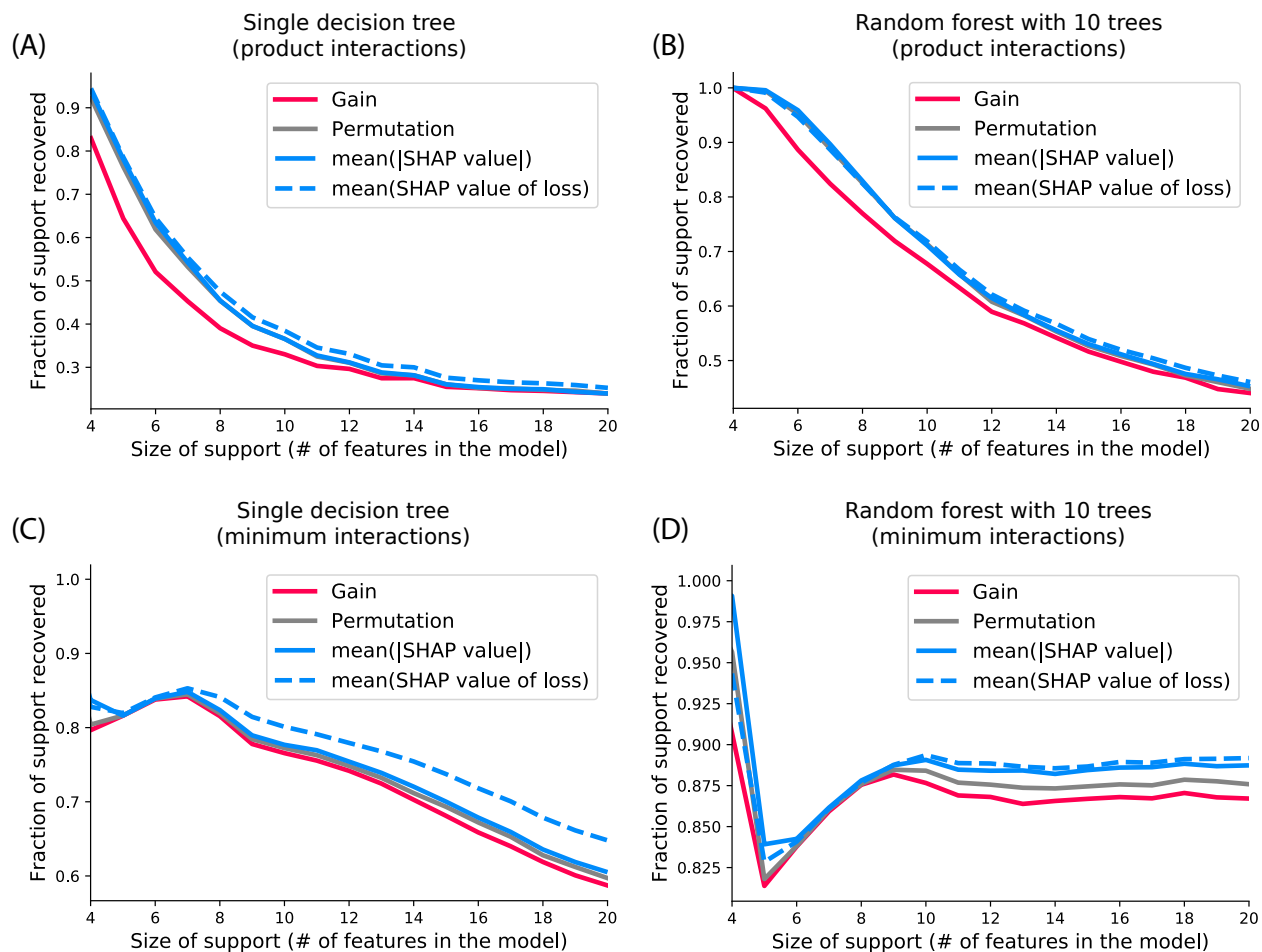 (A)
Single decision tree
(product interactions)
Gain
Permutation
mean(|SHAP value|)
mean(SHAP value of loss)
Fraction of support recovered
0.9
0.8
0.7
0.6
0.5
0.4
0.3
4 6 8 10 12 14 16 18 20
Size of support (# of features in the model)
(B)
Random forest with 10 trees
(product interactions)
Gain
Permutation
mean(|SHAP value|)
mean(SHAP value of loss)
Fraction of support recovered
1.0
0.9
0.8
0.7
0.6
0.5
4 6 8 10 12 14 16 18 20
Size of support (# of features in the model)
(C)
Single decision tree
(minimum interactions)
Gain
Permutation
mean(|SHAP value|)
mean(SHAP value of loss)
Fraction of support recovered
1.0
0.9
0.8
0.7
0.6
4 6 8 10 12 14 16 18 20
Size of support (# of features in the model)
(D)
Random forest with 10 trees
(minimum interactions)
Gain
Permutation
mean(|SHAP value|)
mean(SHAP value of loss)
Fraction of support recovered
1.000
0.975
0.950
0.925
0.900
0.875
0.850
0.825
4 6 8 10 12 14 16 18 20
Size of support (# of features in the model)